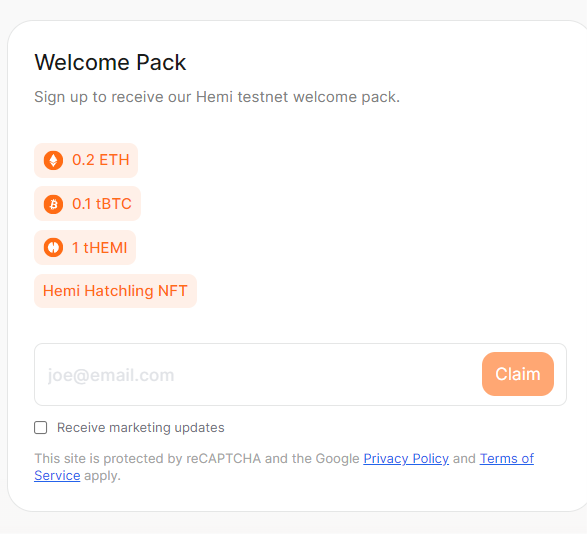 Welcome Pack
Sign up to receive our Hemi testnet welcome pack.
0.2 ETH
0.1 tBTC
1 tHEMI
Hemi Hatchling NFT
joe@email.com Claim
Receive marketing updates
This site is protected by reCAPTCHA and the Google Privacy Policy and Terms of
Service apply.